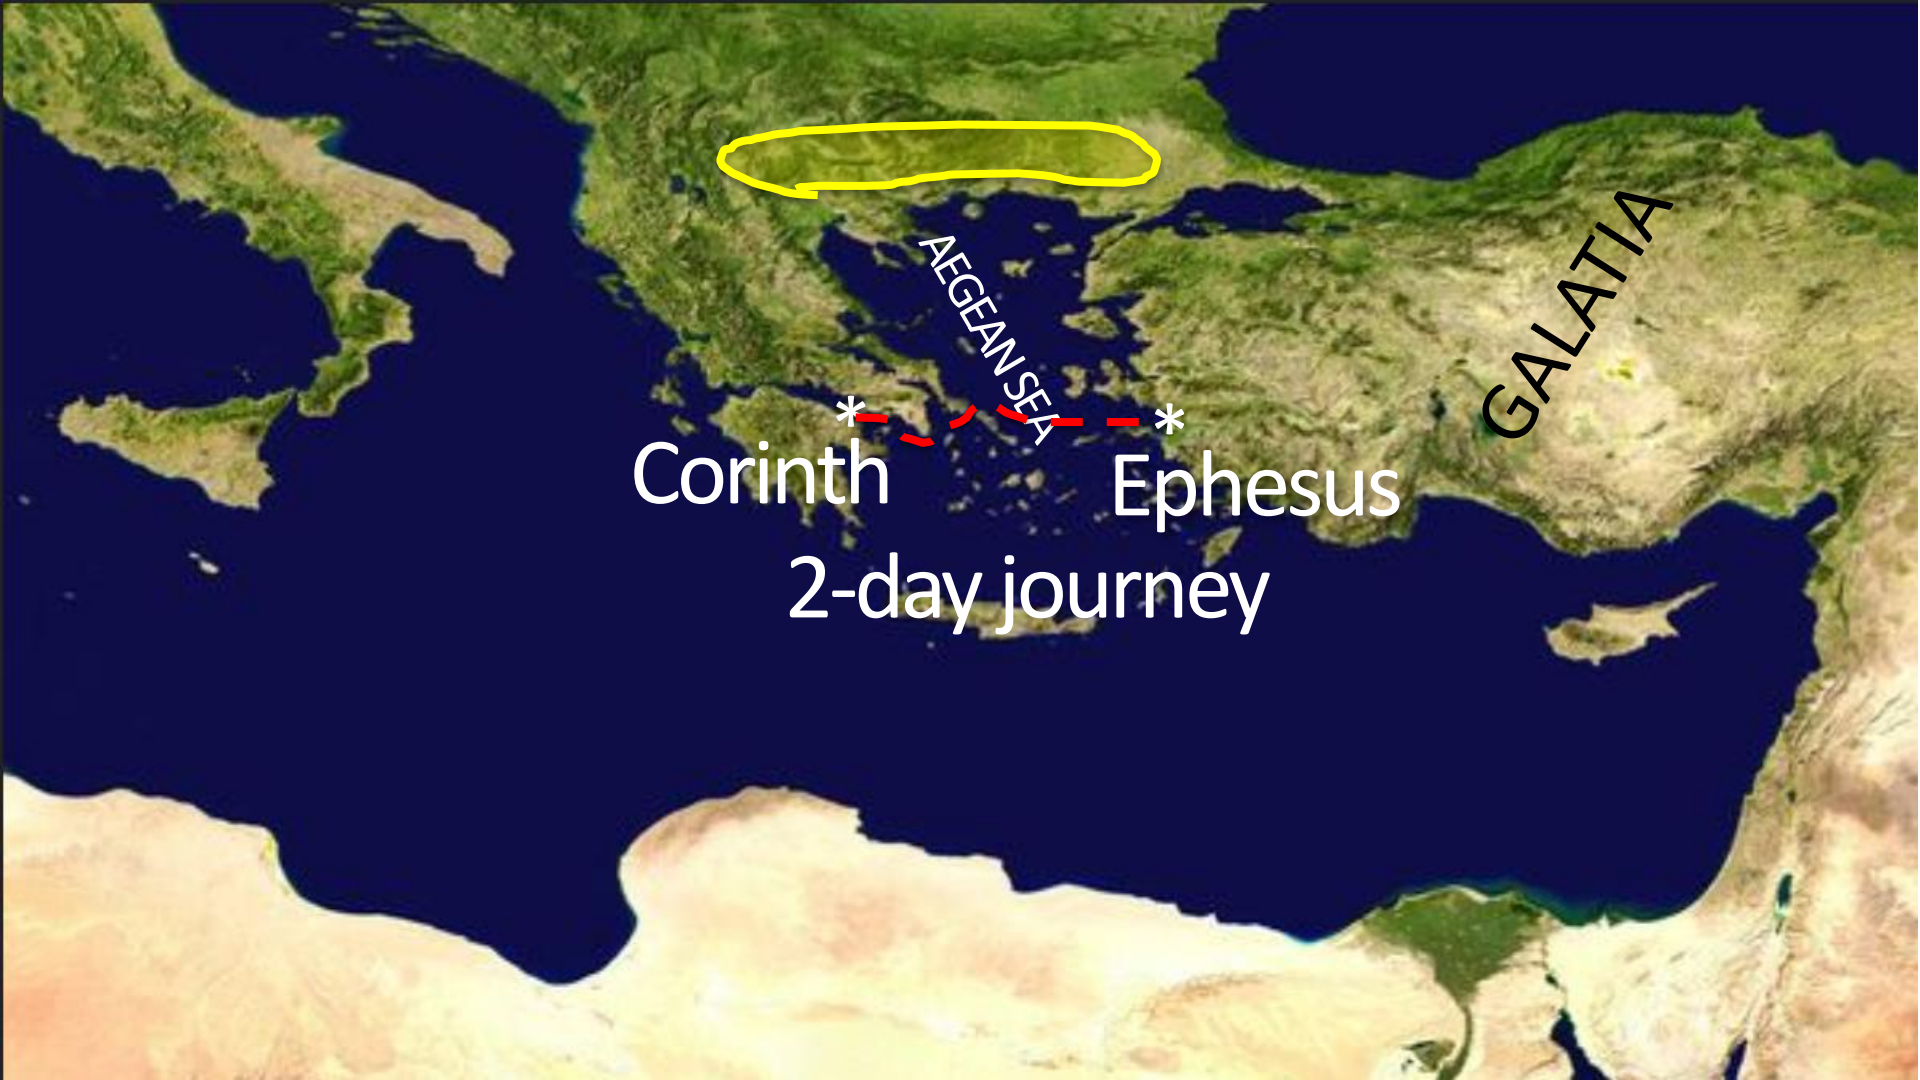 GALATIA
AEGEAN SEA
*
*
Corinth
Ephesus
2-day journey